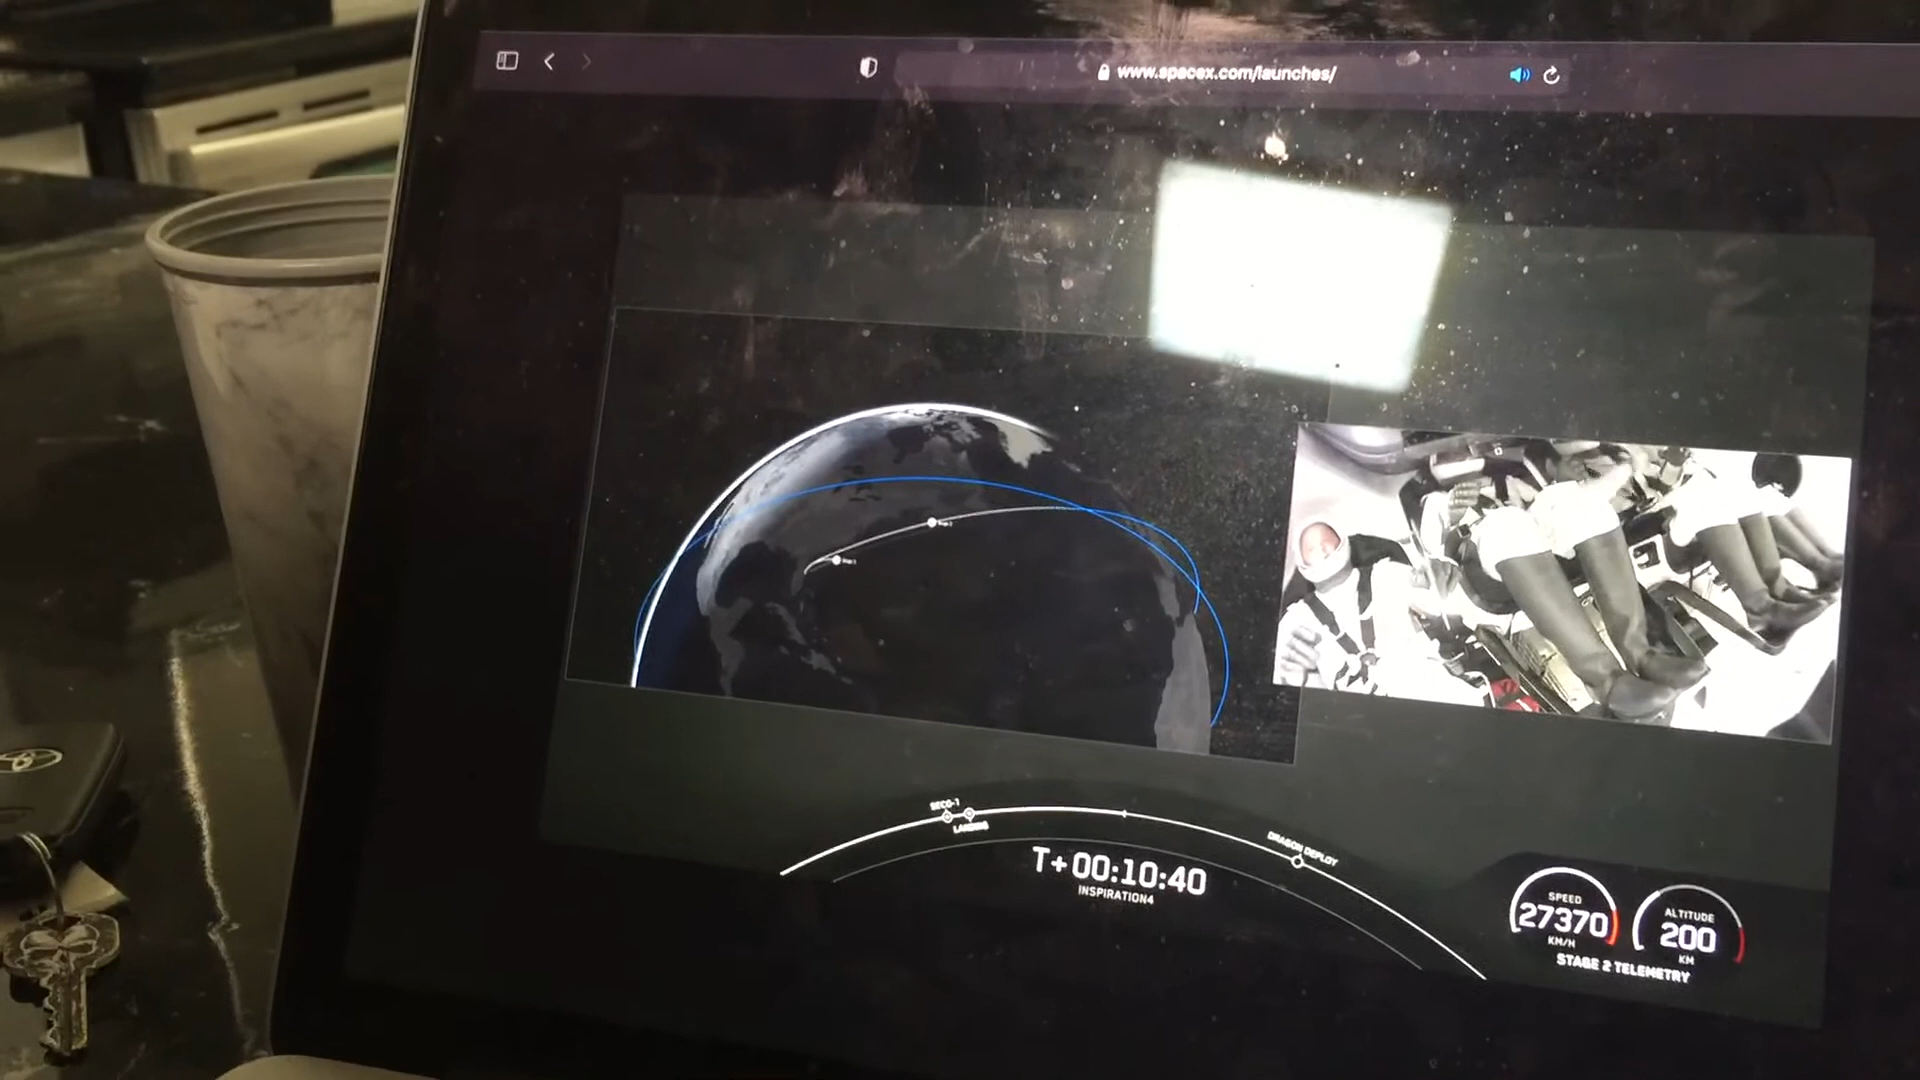 www.spacex.com/launches/
SECO-1
LANDING
DRAGON DEPLOY
T+00:10:40
INSPIRATION4
SPEED
27370
KM/H
ALTITUDE
200
KM
STAGE 2 TELEMETRY